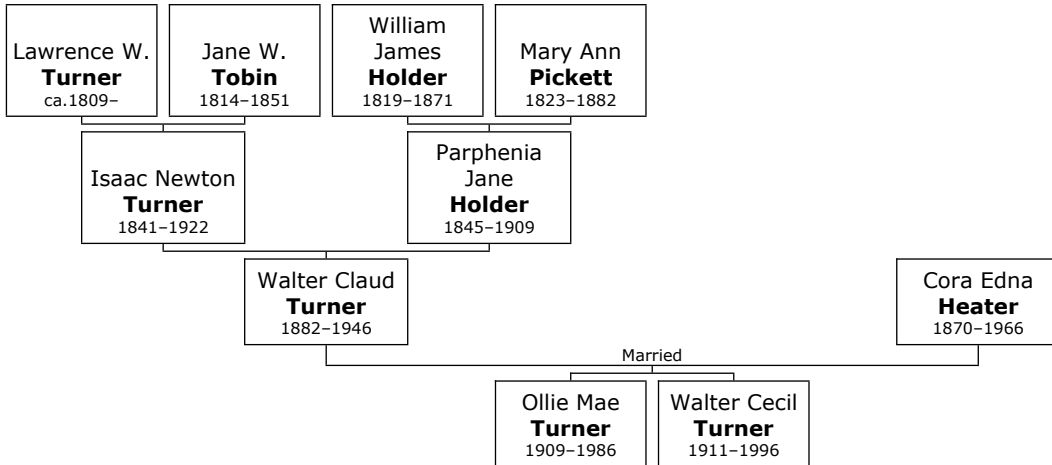 Lawrence W.
Turner
ca.1809–
Jane W.
Tobin
1814–1851
William
James
Holder
1819–1871
Mary Ann
Pickett
1823–1882
Isaac Newton
Turner
1841–1922
Parphenia
Jane
Holder
1845–1909
Walter Claud
Turner
1882–1946
Cora Edna
Heater
1870–1966
Married
Ollie Mae
Turner
1909–1986
Walter Cecil
Turner
1911–1996